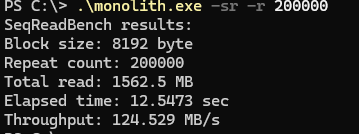 PS C:\> .\monolith.exe -sr -r 200000
SeqReadBench results:
Block size: 8192 byte
Repeat count: 200000
Total read: 1562.5 MB
Elapsed time: 12.5473 sec
Throughput: 124.529 MB/s